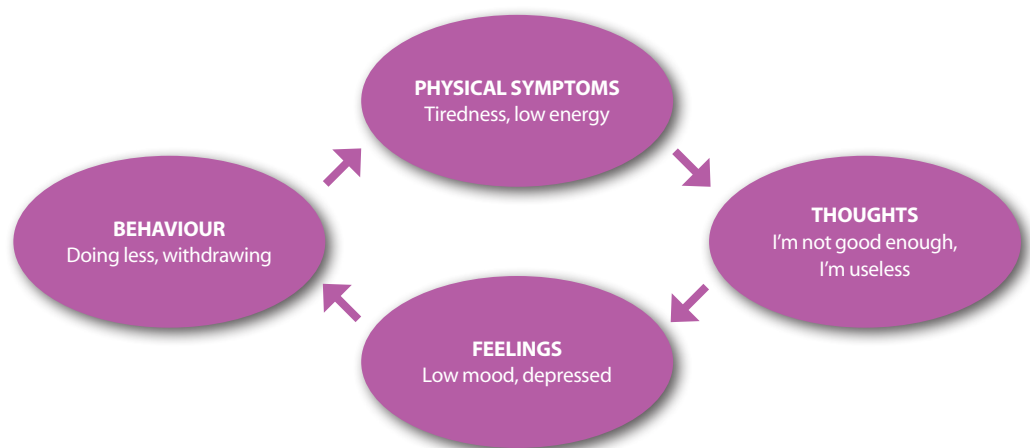 PHYSICAL SYMPTOMS
Tiredness, low energy
THOUGHTS
I’m not good enough,
I’m useless
FEELINGS
Low mood, depressed
BEHAVIOUR
Doing less, withdrawing